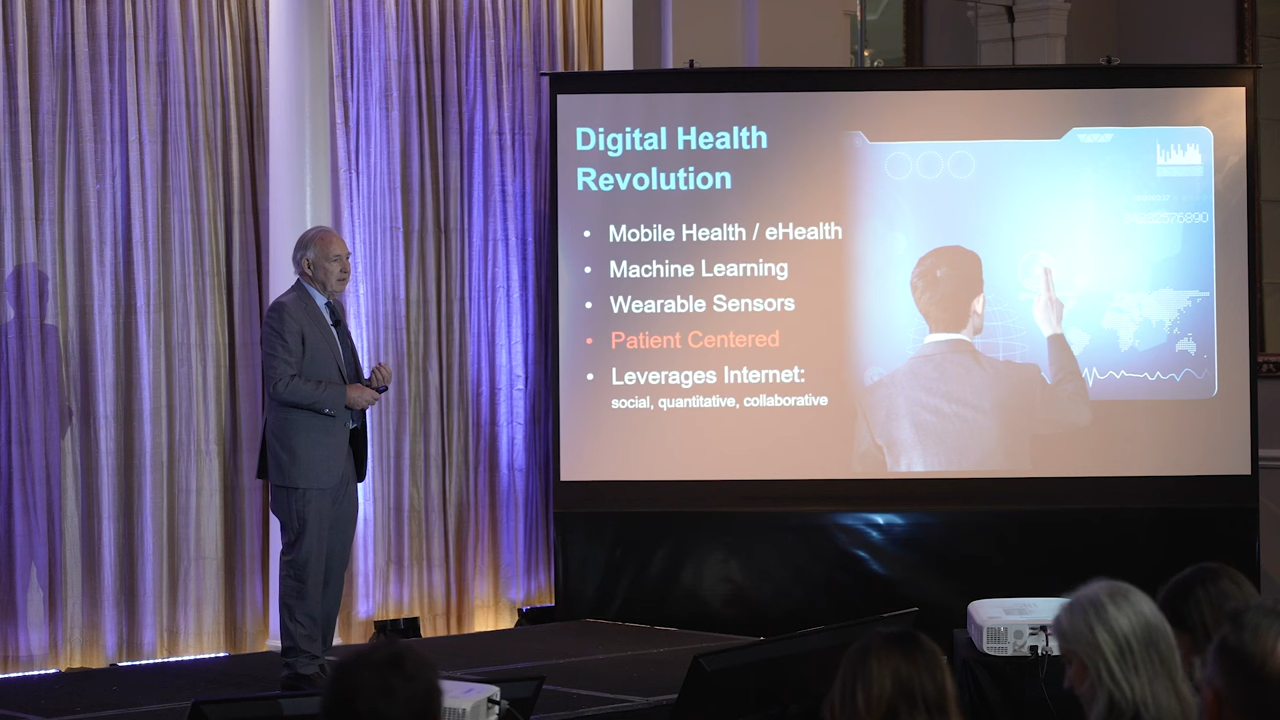 Digital Health
Revolution
• Mobile Health / eHealth
• Machine Learning
• Wearable Sensors
• Patient Centered
• Leverages Internet:
social, quantitative, collaborative